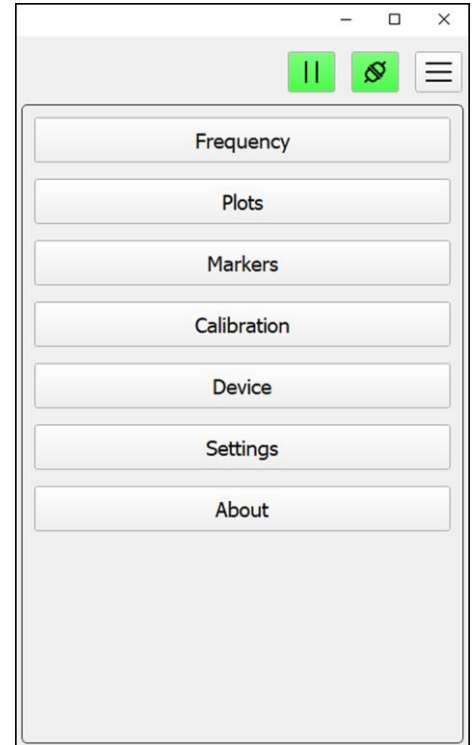 Frequency
Plots
Markers
Calibration
Device
Settings
About